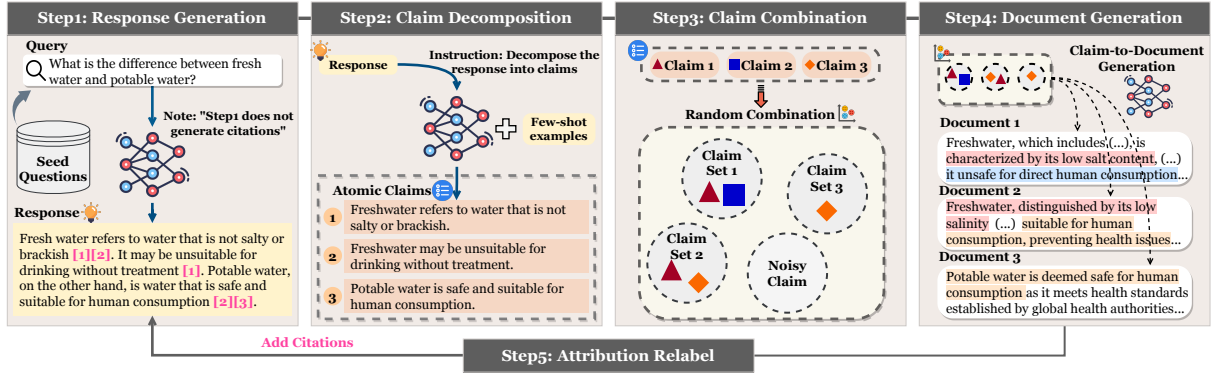 Step1: Response Generation
Query
What is the difference between fresh
water and potable water?
Note: "Step1 does not
generate citations"
Seed
Questions
Response
Fresh water refers to water that is not salty or
brackish [1][2]. It may be unsuitable for
drinking without treatment [1]. Potable water,
on the other hand, is water that is safe and
suitable for human consumption [2][3].
Step2: Claim Decomposition
Response
Instruction: Decompose the
response into claims
Few-shot
examples
Atomic Claims
1 Freshwater refers to water that is not
salty or brackish.
2 Freshwater may be unsuitable for
drinking without treatment.
3 Potable water is safe and suitable for
human consumption.
Step3: Claim Combination
Claim 1 Claim 2 Claim 3
Random Combination
Claim
Set 1
Claim
Set 3
Claim
Set 2
Noisy
Claim
Step4: Document Generation
Claim-to-Document
Generation
Document 1
Freshwater, which includes (...), is
characterized by its low salt content, (...)
it unsafe for direct human consumption...
Document 2
Freshwater, distinguished by its low
salinity (...) suitable for human
consumption, preventing health issues...
Document 3
Potable water is deemed safe for human
consumption as it meets health standards
established by global health authorities...
Add Citations
Step5: Attribution Relabel